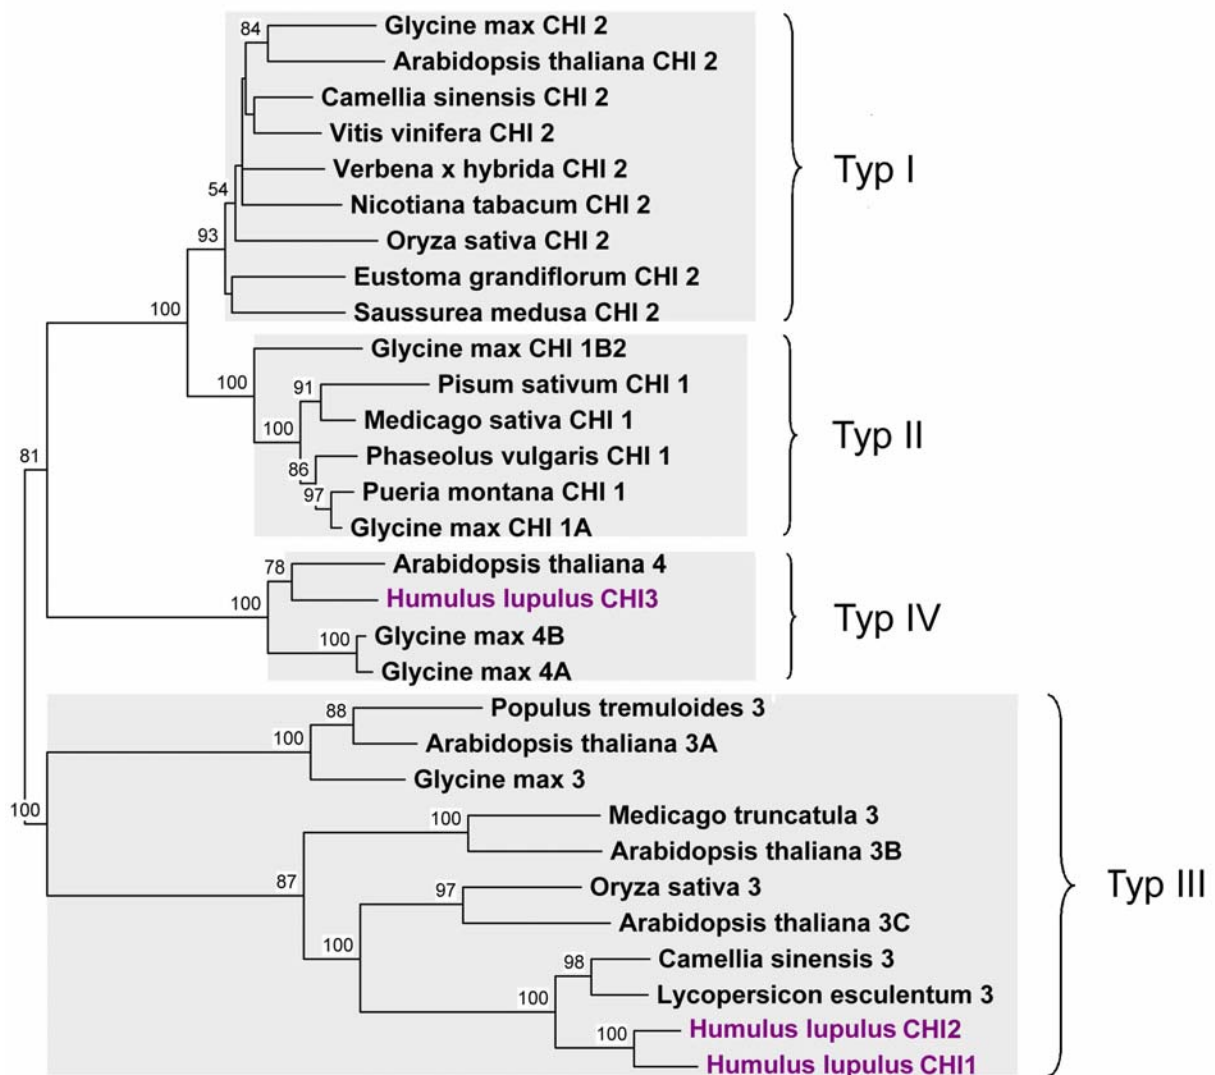 84
Glycine max CHI 2
Arabidopsis thaliana CHI 2
Camellia sinensis CHI 2
Vitis vinifera CHI 2
Verbena x hybrida CHI 2
Typ I
54
Nicotiana tabacum CHI 2
93
Oryza sativa CHI 2
Eustoma grandiflorum CHI 2
100
Saussurea medusa CHI 2
Glycine max CHI 1B2
100
91
Pisum sativum CHI 1
Medicago sativa CHI 1
Typ II
100
81
Phaseolus vulgaris CHI 1
86
97
Pueria montana CHI 1
Glycine max CHI 1A
78
Arabidopsis thaliana 4
Humulus lupulus CHI3
100
Typ IV
100
Glycine max 4B
Glycine max 4A
88
Populus tremuloides 3
100
Arabidopsis thaliana 3A
Glycine max 3
100
100
Medicago truncatula 3
Arabidopsis thaliana 3B
87
97
Oryza sativa 3
Typ III
Arabidopsis thaliana 3C
100
98
Camellia sinensis 3
100
Lycopersicon esculentum 3
100
Humulus lupulus CHI2
Humulus lupulus CHI1